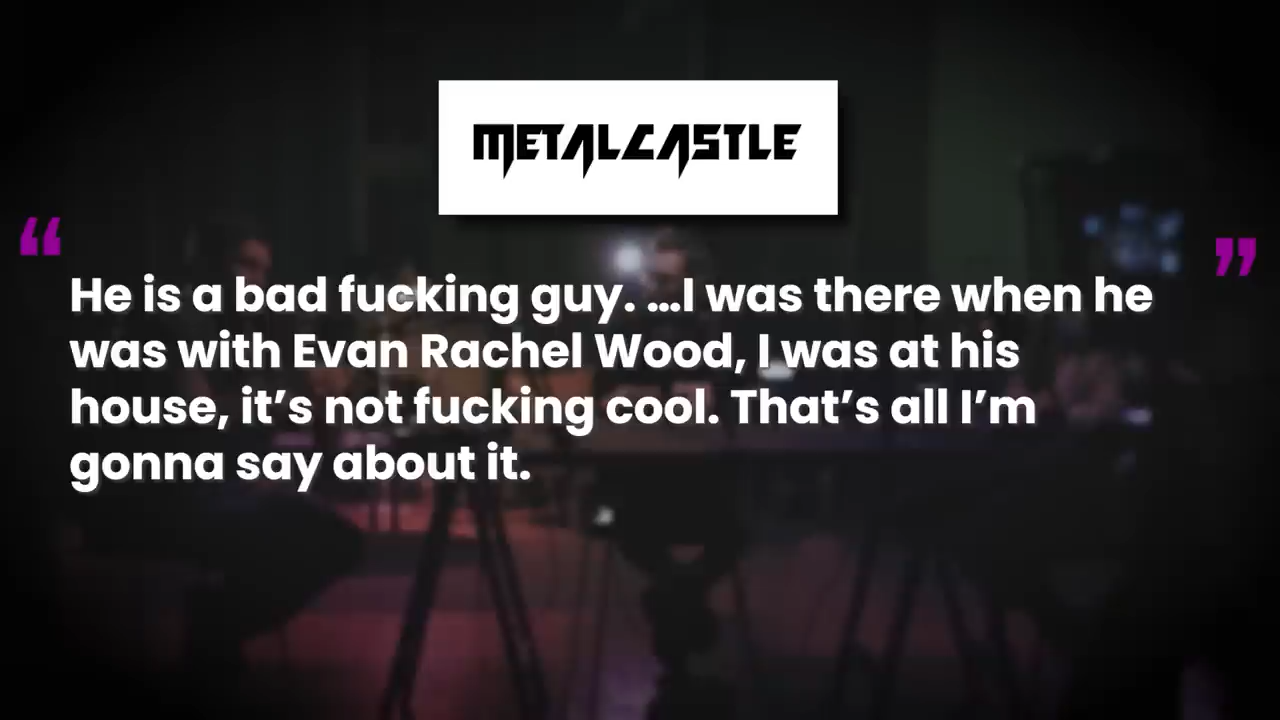 METALCASTLE
“
”
He is a bad fucking guy. ...I was there when he
was with Evan Rachel Wood, I was at his
house, it’s not fucking cool. That’s all I’m
gonna say about it.